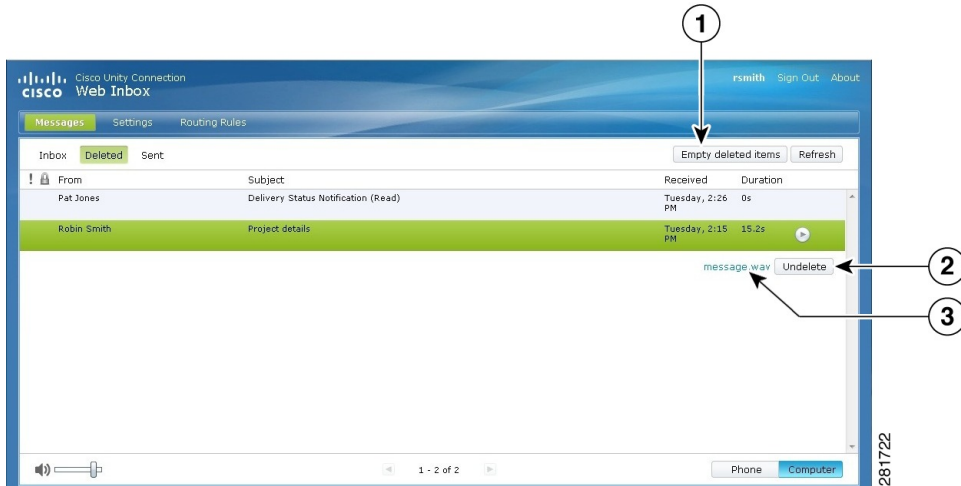 1
Cisco Unity Connection
CISCO Web Inbox
rsmith Sign Out About
Messages Settings Routing Rules
Inbox Deleted Sent
Empty deleted items Refresh
! From Subject Received Duration
Pat Jones Delivery Status Notification (Read) Tuesday, 2:26 0s
PM
Robin Smith Project details Tuesday, 2:15 15.2s
PM
message.wav Undelete
2
3
1 - 2 of 2
Phone Computer
281722